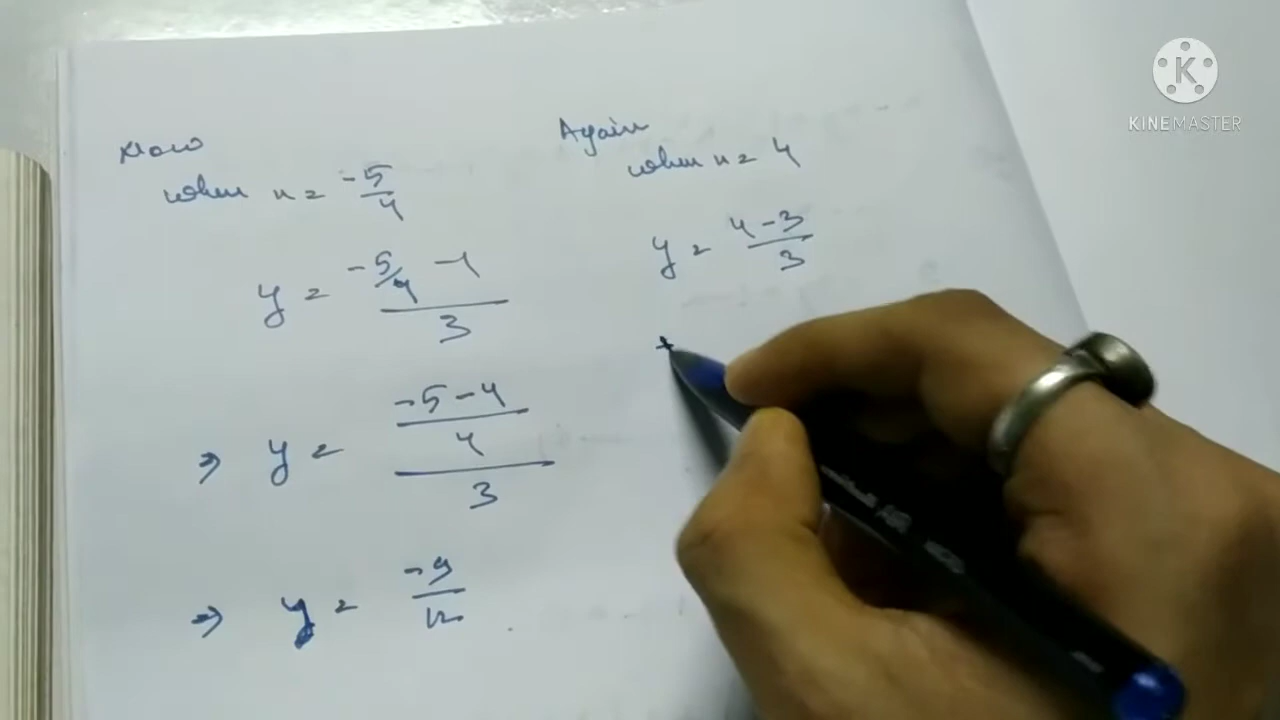 Now
when x = -5/4
y = (-5/4 - 1)/3
⇒ y = ((-5-4)/4)/3
⇒ y = -9/12
Again
when x = 4
y = (4-3)/3
KINEMASTER